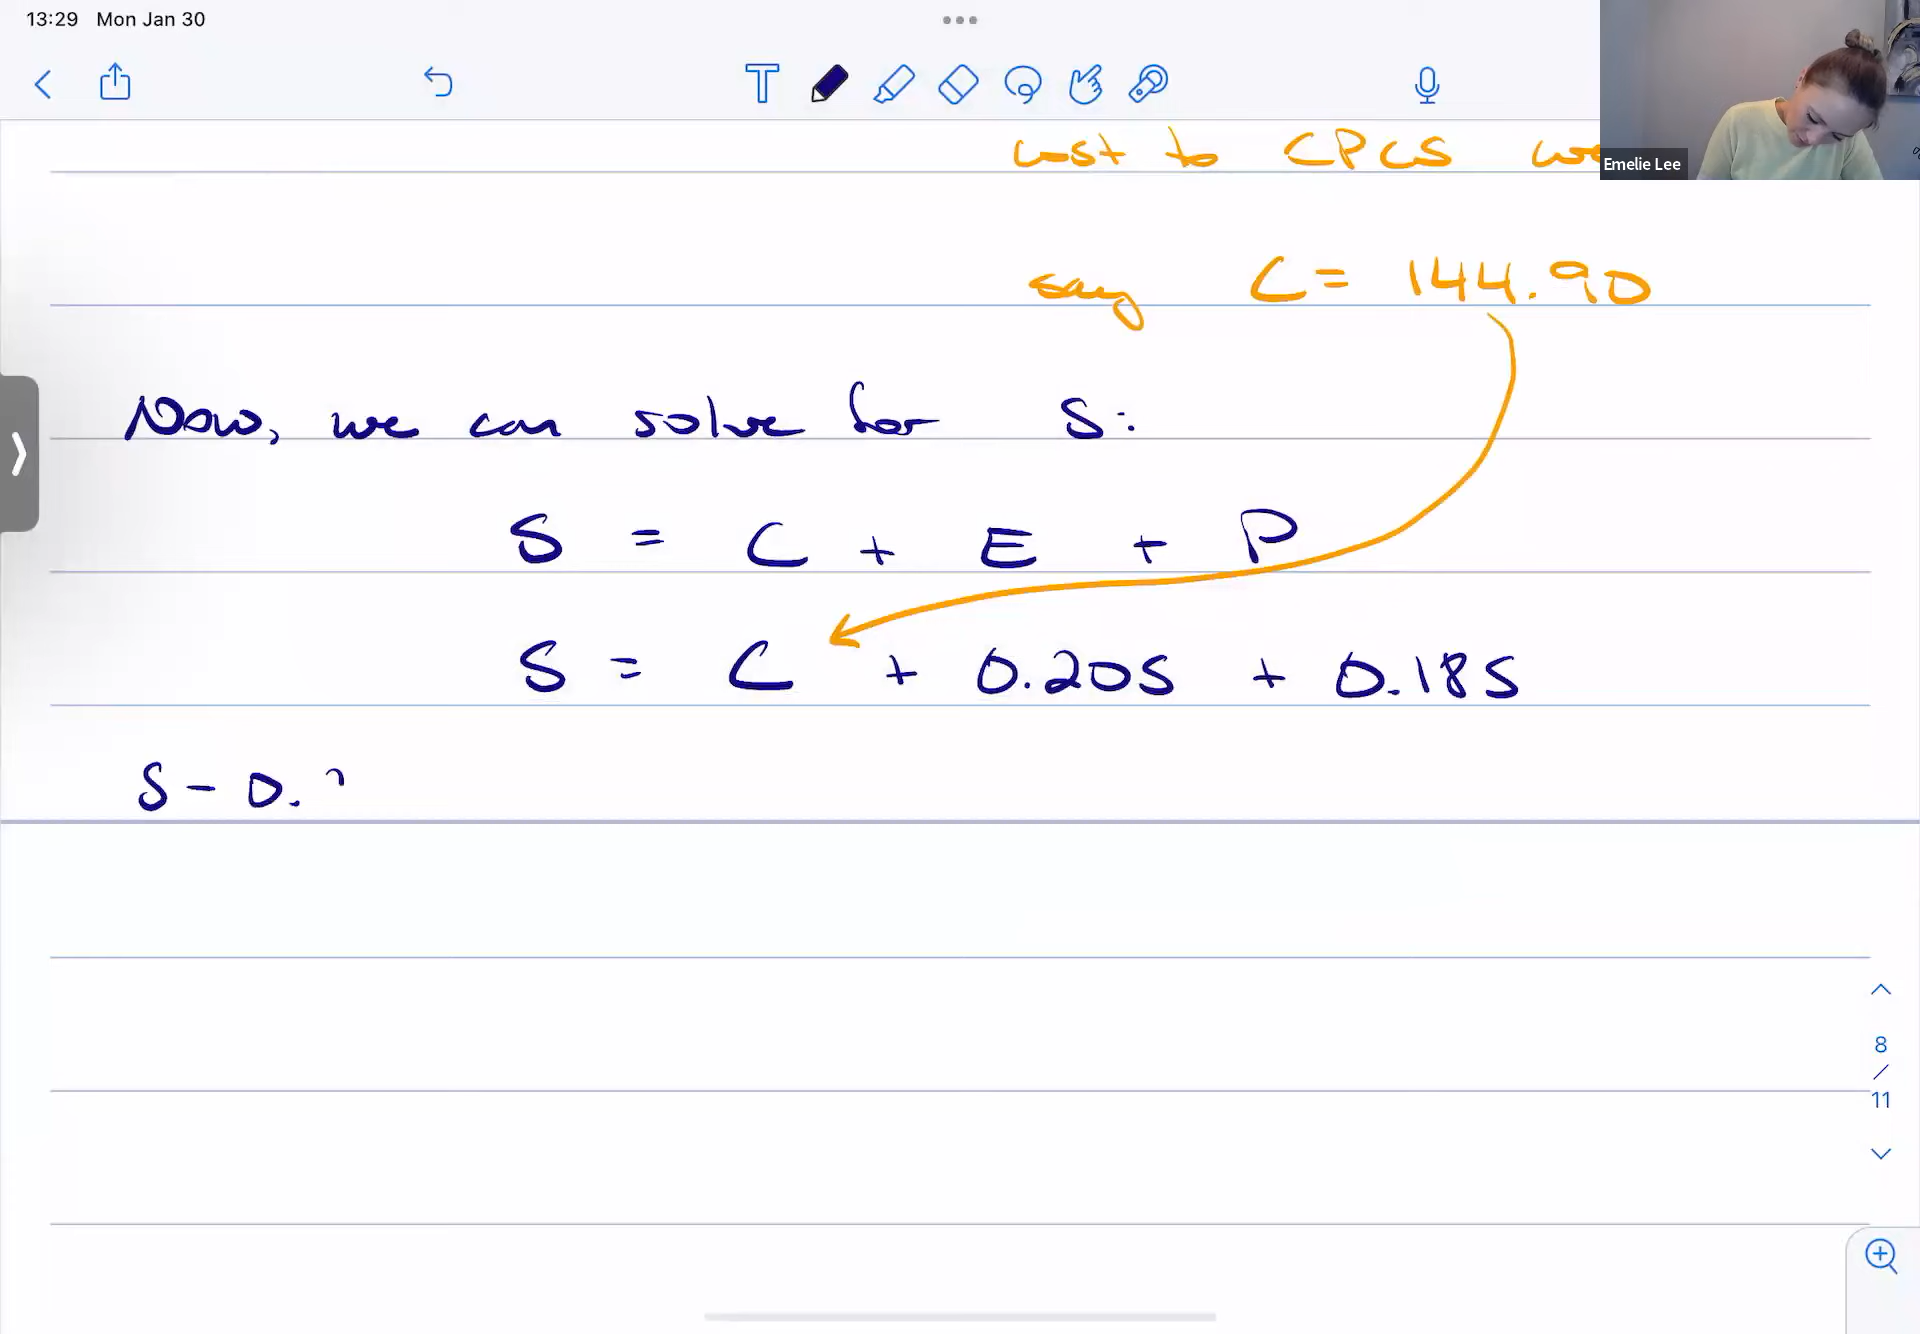 13:29 Mon Jan 30
T
cost to CPCS
Emelie Lee
say C = 144.90
Now, we can solve for S:
S = C + E + P
S = C + 0.20S + 0.18S
S - 0.
8
/
11